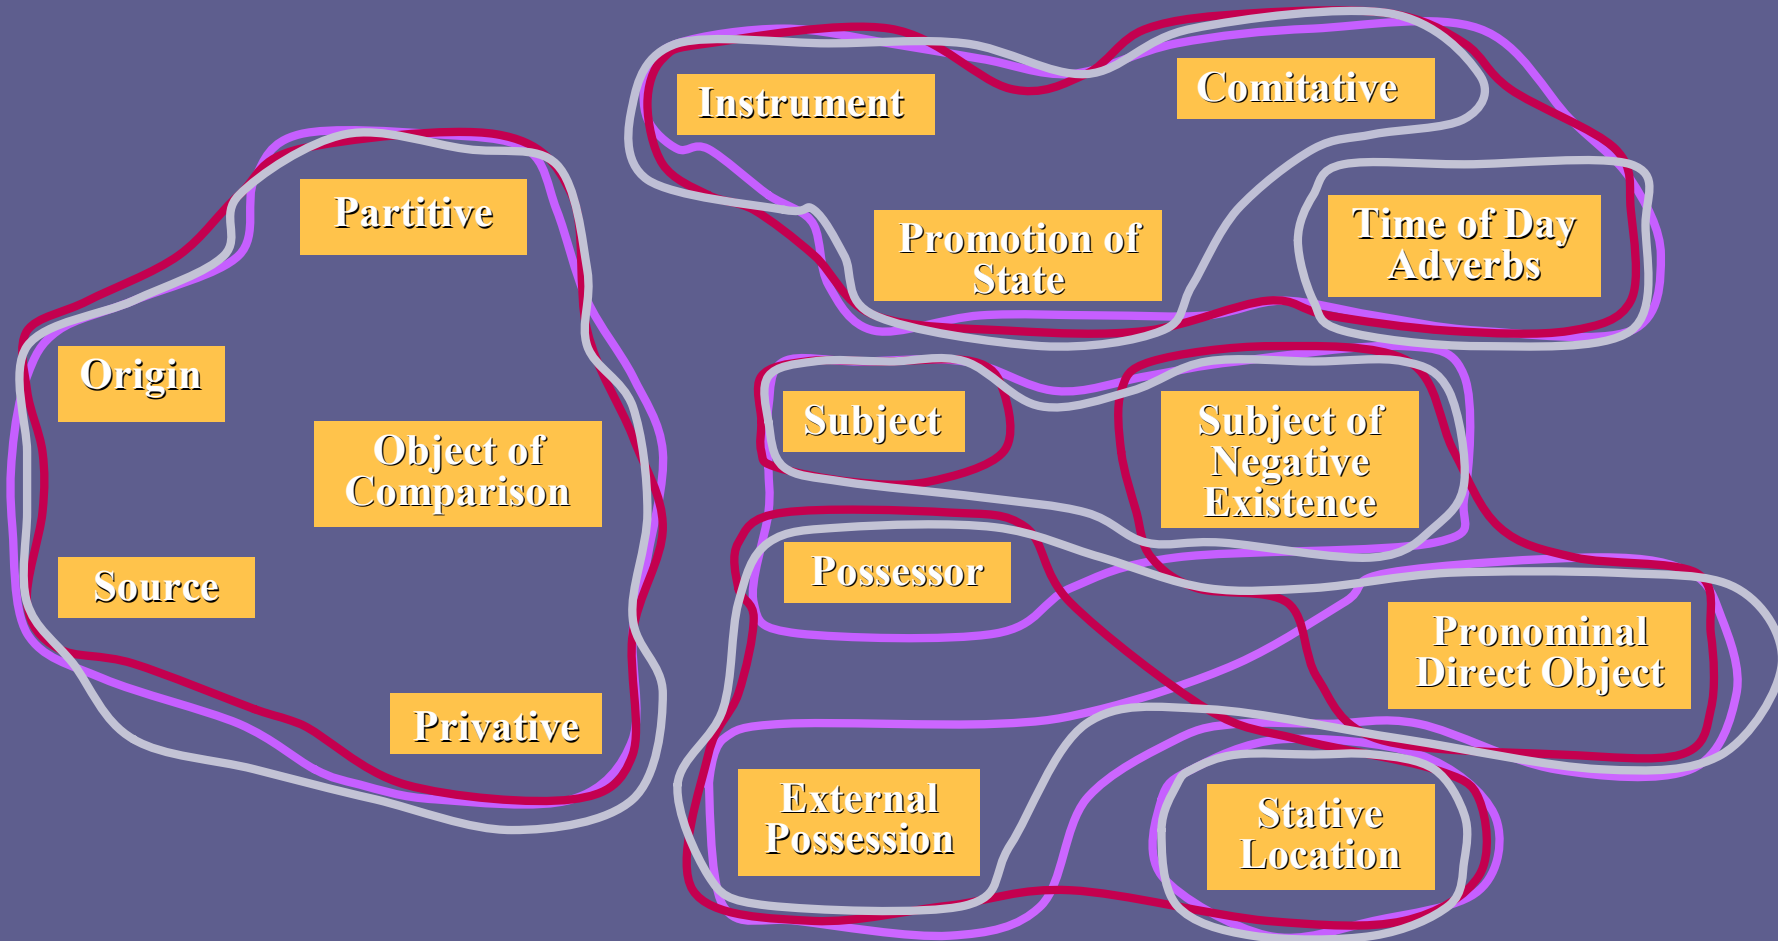 Instrument
Comitative
Partitive
Promotion of
State
Time of Day
Adverbs
Origin
Object of
Comparison
Subject
Subject of
Negative
Existence
Source
Possessor
Pronominal
Direct Object
Privative
External
Possession
Stative
Location